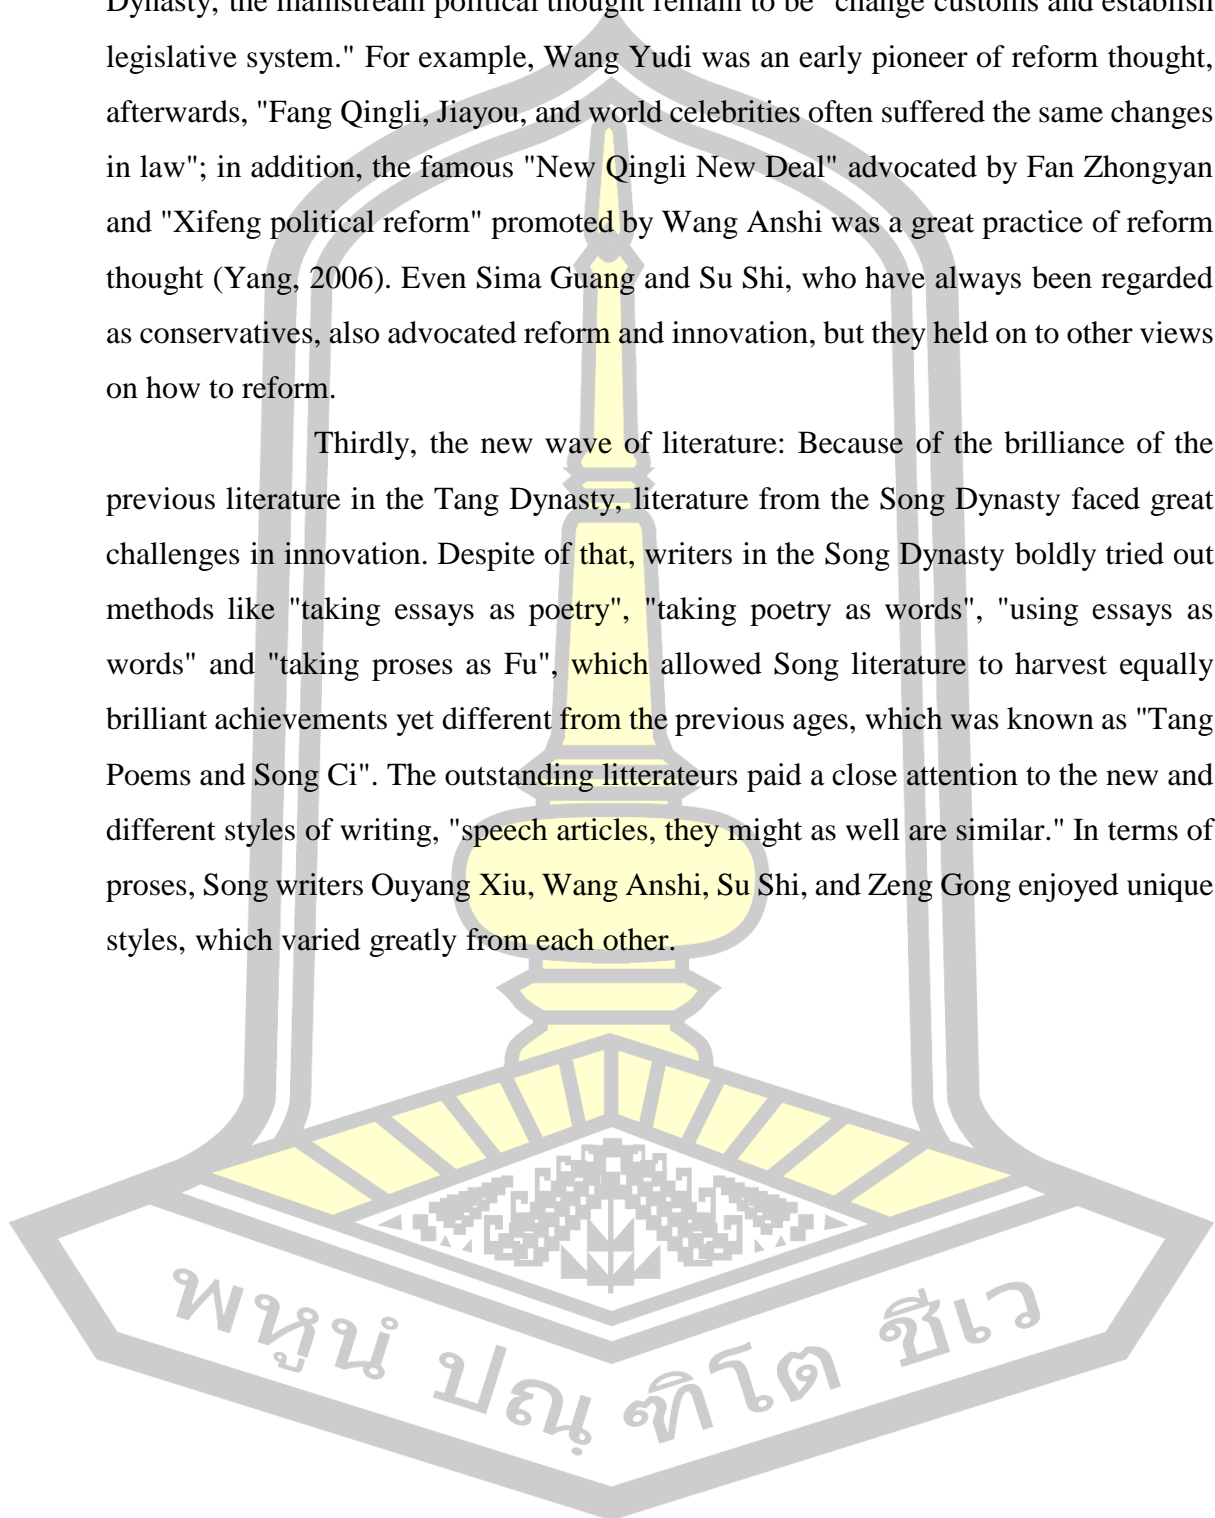 Dynasty, the mainstream political thought remain to be "change customs and establish
legislative system." For example, Wang Yudi was an early pioneer of reform thought,
afterwards, "Fang Qingli, Jiayou, and world celebrities often suffered the same changes
in law"; in addition, the famous "New Qingli New Deal" advocated by Fan Zhongyan
and "Xifeng political reform" promoted by Wang Anshi was a great practice of reform
thought (Yang, 2006). Even Sima Guang and Su Shi, who have always been regarded
as conservatives, also advocated reform and innovation, but they held on to other views
on how to reform.
Thirdly, the new wave of literature: Because of the brilliance of the
previous literature in the Tang Dynasty, literature from the Song Dynasty faced great
challenges in innovation. Despite of that, writers in the Song Dynasty boldly tried out
methods like "taking essays as poetry", "taking poetry as words", "using essays as
words" and "taking proses as Fu", which allowed Song literature to harvest equally
brilliant achievements yet different from the previous ages, which was known as "Tang
Poems and Song Ci". The outstanding litterateurs paid a close attention to the new and
different styles of writing, "speech articles, they might as well are similar." In terms of
proses, Song writers Ouyang Xiu, Wang Anshi, Su Shi, and Zeng Gong enjoyed unique
styles, which varied greatly from each other.
พหูนํ ปณฺฑิโต ชีเว